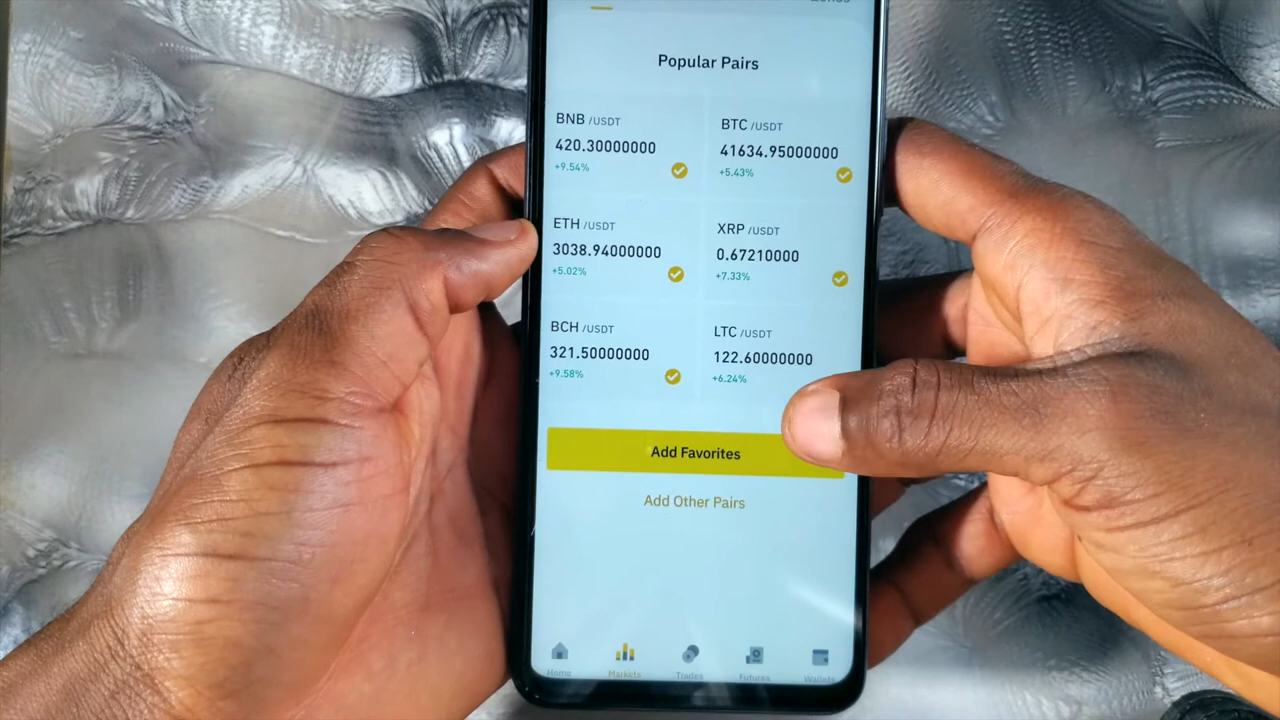 Popular Pairs
BNB /USDT
420.30000000
+9.54%
BTC /USDT
41634.95000000
+5.43%
ETH /USDT
3038.94000000
+5.02%
XRP /USDT
0.67210000
+7.33%
BCH /USDT
321.50000000
+9.58%
LTC /USDT
122.60000000
+6.24%
Add Favorites
Add Other Pairs
Home Markets Trades Futures Wallets